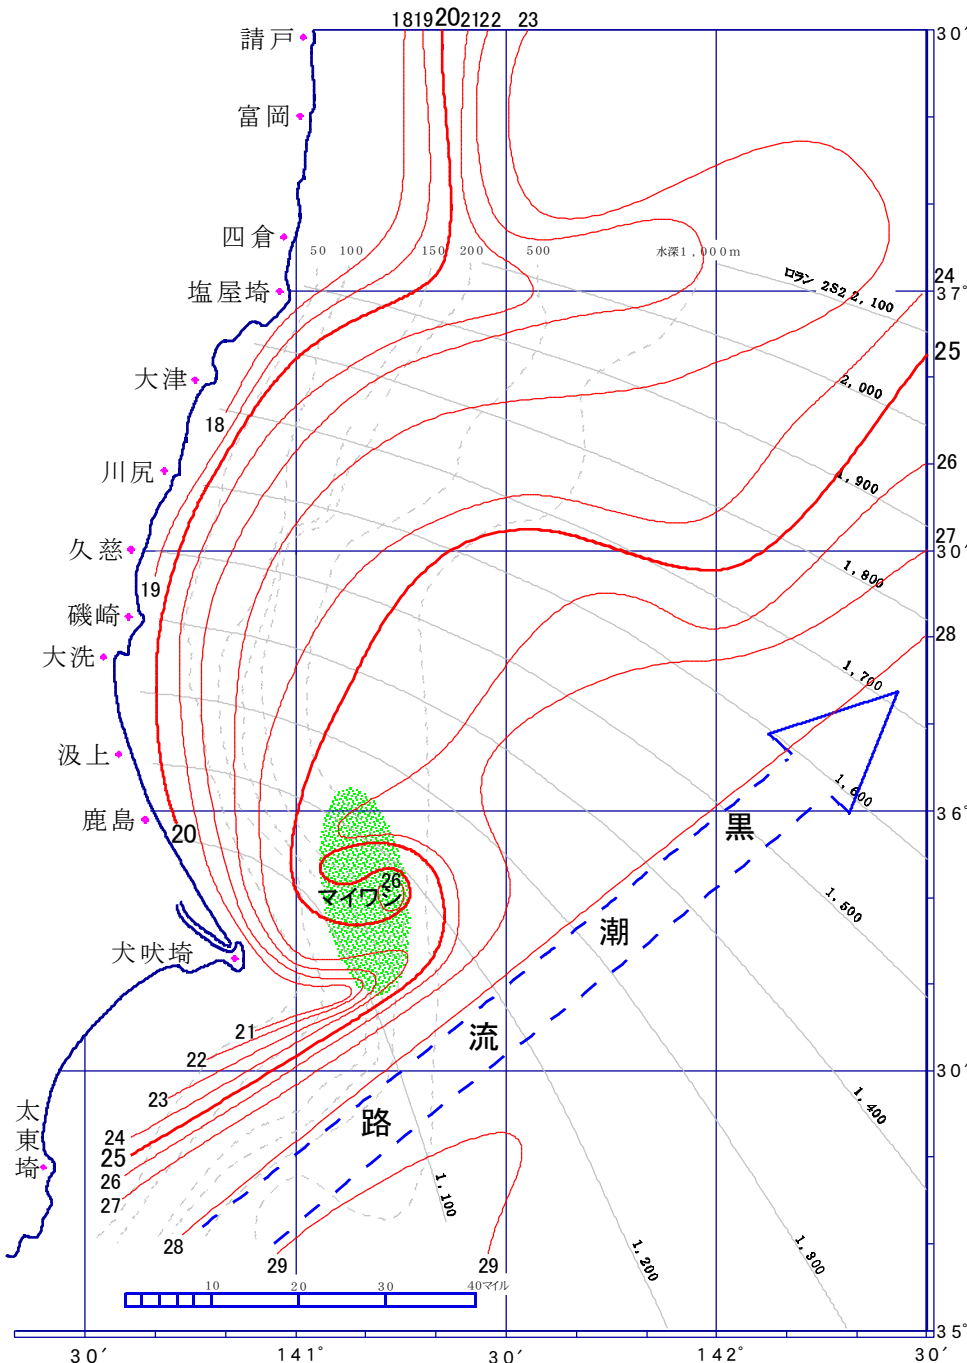 18 19 20 21 22 23
請戸
30′
富岡
四倉
50 100 150 200 500 水深1,000m
塩屋埼
ロラン 2S2 2,100
24
37°
大津
25
2,000
18
川尻
26
1,900
久慈
27
30′
19
1,800
磯崎
28
大洗
1,700
汲上
1,600
36°
鹿島
20
黒
26
マイワシ
1,500
潮
犬吠埼
21
流
22
30′
23
1,400
太東埼
路
24
25
26
1,100
27
28
29
29
1,200
1,300
10 20 30 40マイル
35°
30′ 141° 30′ 142° 30′